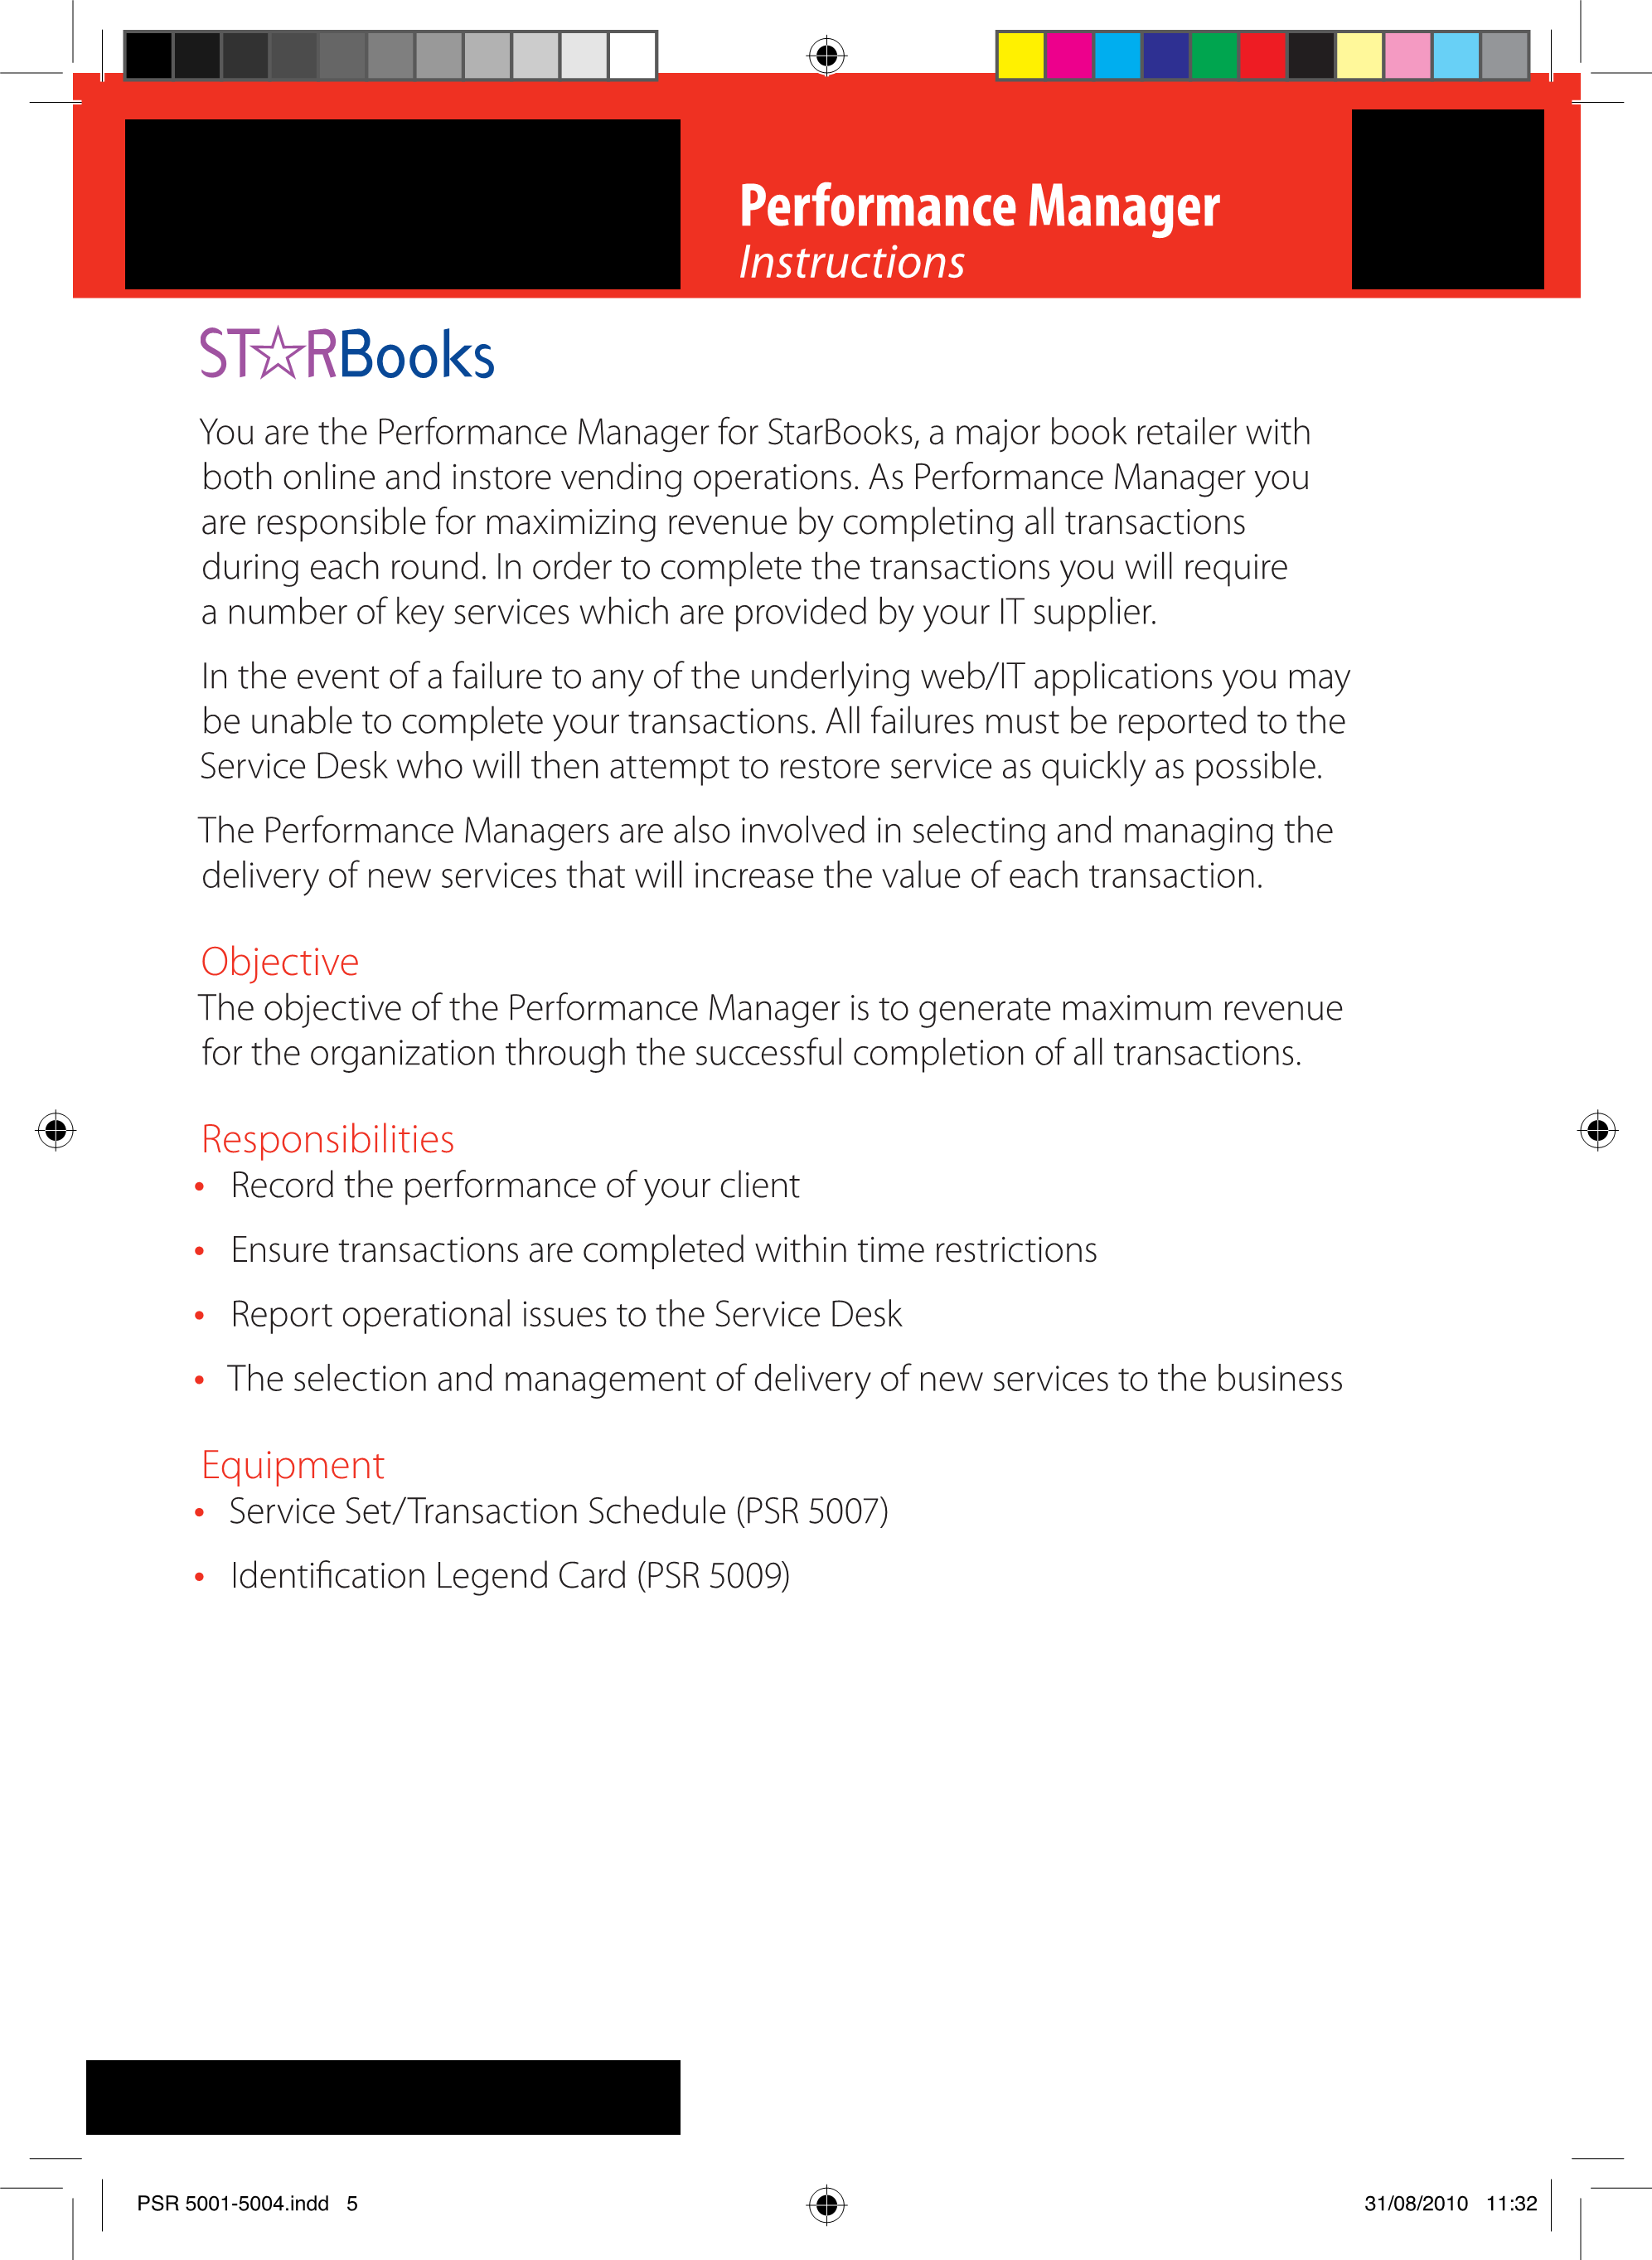 Performance Manager
Instructions
ST☆RBooks
You are the Performance Manager for StarBooks, a major book retailer with
both online and instore vending operations. As Performance Manager you
are responsible for maximizing revenue by completing all transactions
during each round. In order to complete the transactions you will require
a number of key services which are provided by your IT supplier.
In the event of a failure to any of the underlying web/IT applications you may
be unable to complete your transactions. All failures must be reported to the
Service Desk who will then attempt to restore service as quickly as possible.
The Performance Managers are also involved in selecting and managing the
delivery of new services that will increase the value of each transaction.
Objective
The objective of the Performance Manager is to generate maximum revenue
for the organization through the successful completion of all transactions.
Responsibilities
• Record the performance of your client
• Ensure transactions are completed within time restrictions
• Report operational issues to the Service Desk
• The selection and management of delivery of new services to the business
Equipment
• Service Set/Transaction Schedule (PSR 5007)
• Identification Legend Card (PSR 5009)
PSR 5001-5004.indd 5
31/08/2010 11:32